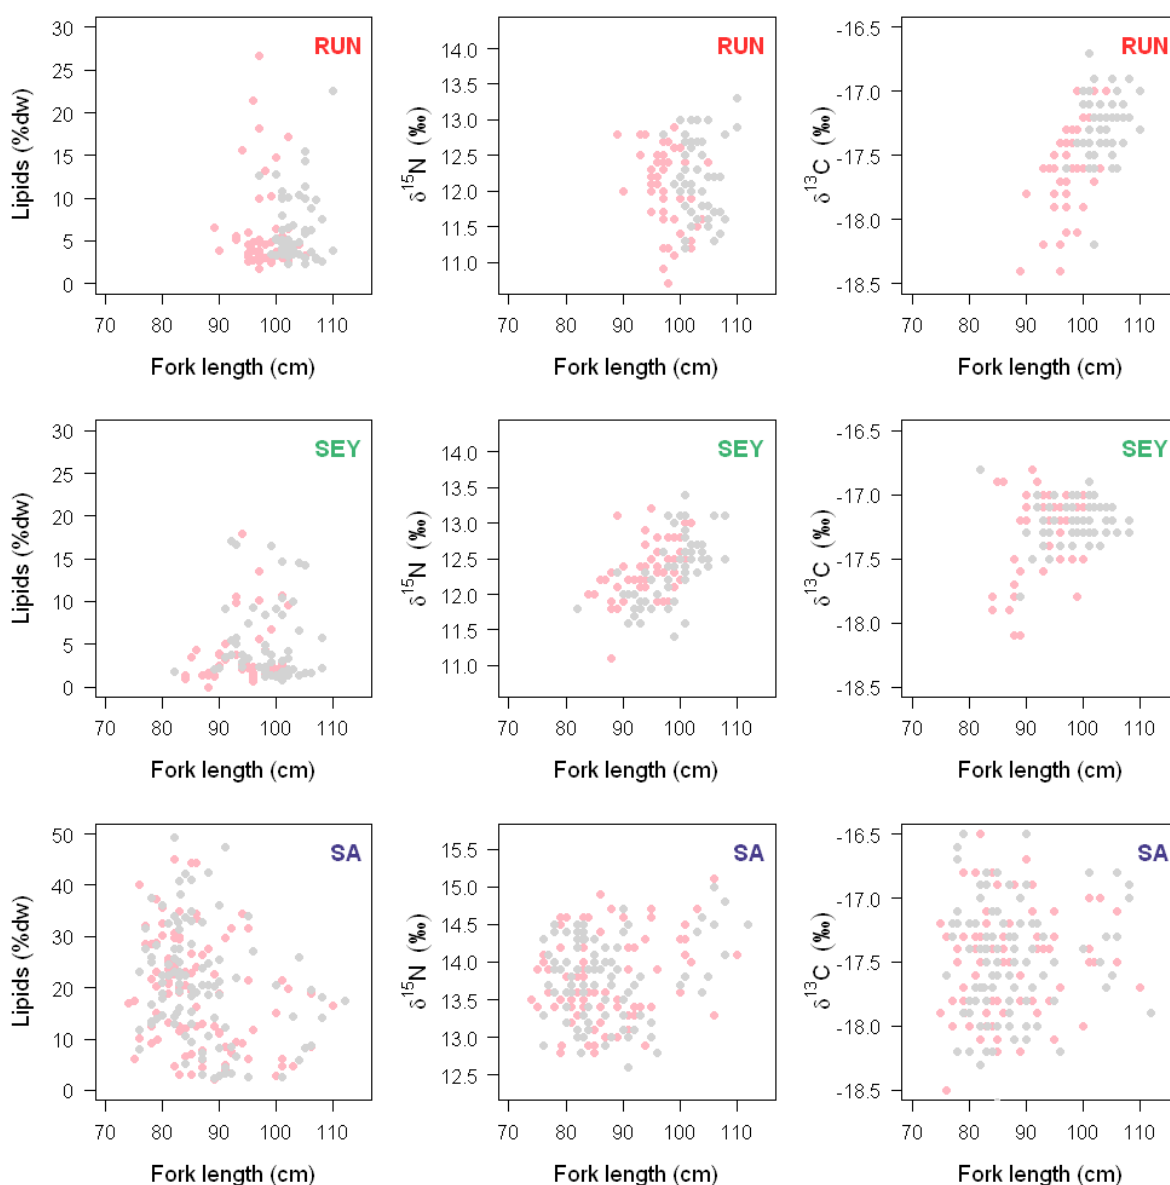 30
25
20
15
10
5
0
Lipids (%dw)
RUN
70 80 90 100 110
Fork length (cm)
14.0
13.5
13.0
12.5
12.0
11.5
11.0
δ¹⁵N (‰)
RUN
70 80 90 100 110
Fork length (cm)
-16.5
-17.0
-17.5
-18.0
-18.5
δ¹³C (‰)
RUN
70 80 90 100 110
Fork length (cm)
30
25
20
15
10
5
0
Lipids (%dw)
SEY
70 80 90 100 110
Fork length (cm)
14.0
13.5
13.0
12.5
12.0
11.5
11.0
δ¹⁵N (‰)
SEY
70 80 90 100 110
Fork length (cm)
-16.5
-17.0
-17.5
-18.0
-18.5
δ¹³C (‰)
SEY
70 80 90 100 110
Fork length (cm)
50
40
30
20
10
0
Lipids (%dw)
SA
70 80 90 100 110
Fork length (cm)
15.5
15.0
14.5
14.0
13.5
13.0
12.5
δ¹⁵N (‰)
SA
70 80 90 100 110
Fork length (cm)
-16.5
-17.0
-17.5
-18.0
-18.5
δ¹³C (‰)
SA
70 80 90 100 110
Fork length (cm)